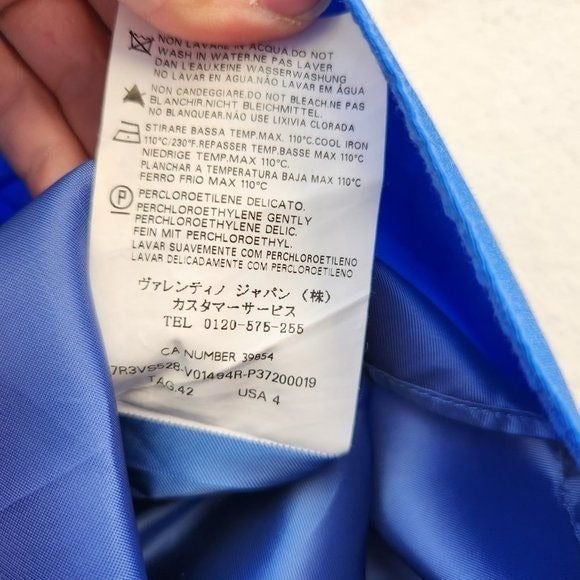 NON LAVARE IN ACQUA.DO NOT
WASH IN WATER.NE PAS LAVER
DAN L'EAU.KEINE WASSERWASHUNG
NO LAVAR EN AGUA.NÃO LAVAR EM ÁGUA
NON CANDEGGIARE.DO NOT BLEACH.NE PAS
BLANCHIR.NICHT BLEICHMITTEL.
NO BLANQUEAR.NÃO USE LIXIVIA CLORADA
STIRARE BASSA TEMP.MAX. 110°C.COOL IRON
110°C/230°F.REPASSER TEMP.BASSE MAX 110°C
NIEDRIGE TEMP.MAX 110°C.
PLANCHAR A TEMPERATURA BAJA MAX 110°C
FERRO FRIO MAX 110°C
P
PERCLOROETILENE DELICATO.
PERCHLOROETHYLENE GENTLY
PERCHLOROETHYLENE DELIC.
FEIN MIT PERCHLOROETHYL.
LAVAR SUAVEMENTE COM PERCHLOROETILENO
LAVAR DELICADAMENTE COM PERCLOROETILENO
ヴァレンティノ ジャパン (株)
カスタマーサービス
TEL 0120-575-255
CA NUMBER 39854
7R3VS528-V01494R-P37200019
TAG.42 USA 4